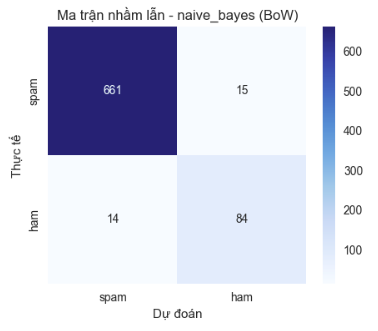 Ma trận nhầm lẫn - naive_bayes (BoW)
Thực tế
spam
661
15
ham
14
84
spam
ham
Dự đoán
600
500
400
300
200
100